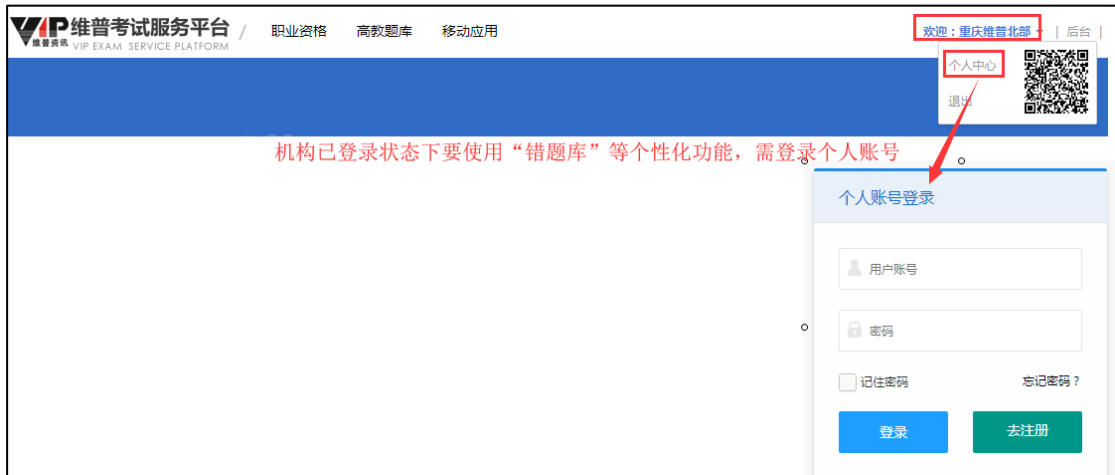 VIP维普考试服务平台 / 职业资格 高教题库 移动应用 欢迎：重庆维普北部 | 后台 |
维普资讯 VIP EXAM SERVICE PLATFORM
个人中心
退出
机构已登录状态下要使用“错题库”等个性化功能，需登录个人账号
个人账号登录
用户账号
密码
记住密码 忘记密码？
登录 去注册